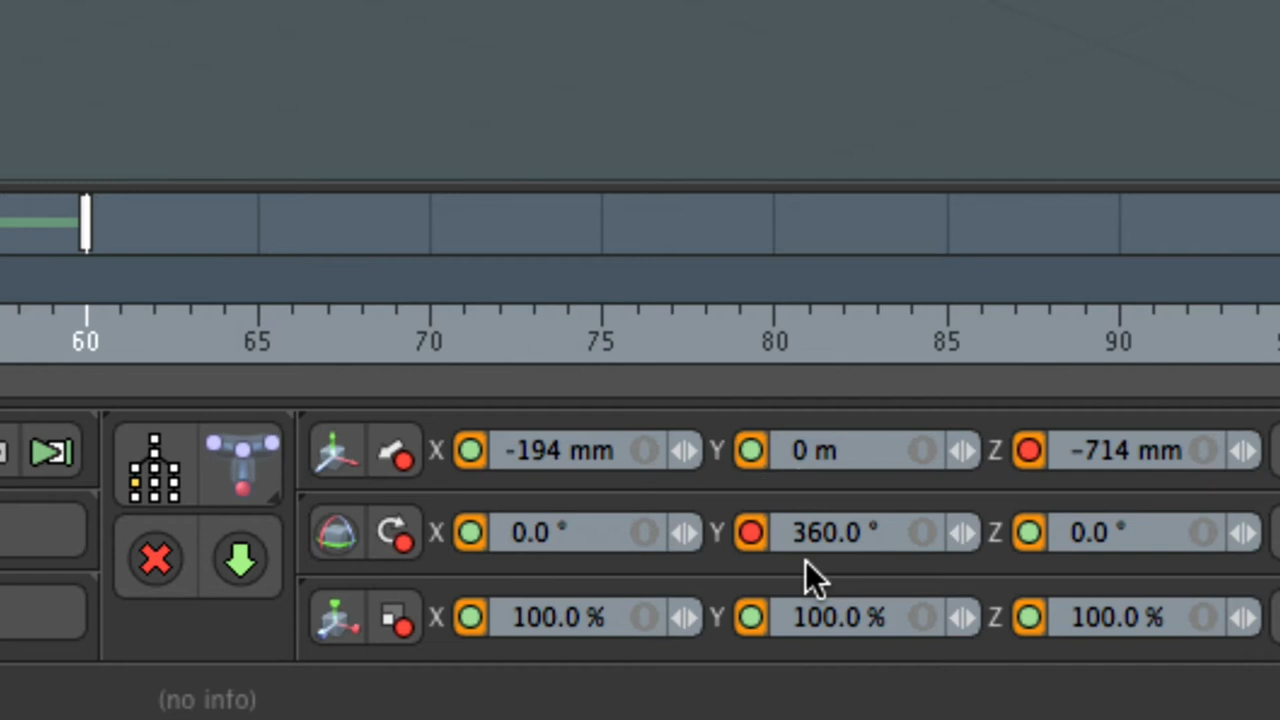 60 65 70 75 80 85 90
X -194 mm Y 0 m Z -714 mm
X 0.0 ° Y 360.0 ° Z 0.0 °
X 100.0 % Y 100.0 % Z 100.0 %
(no info)